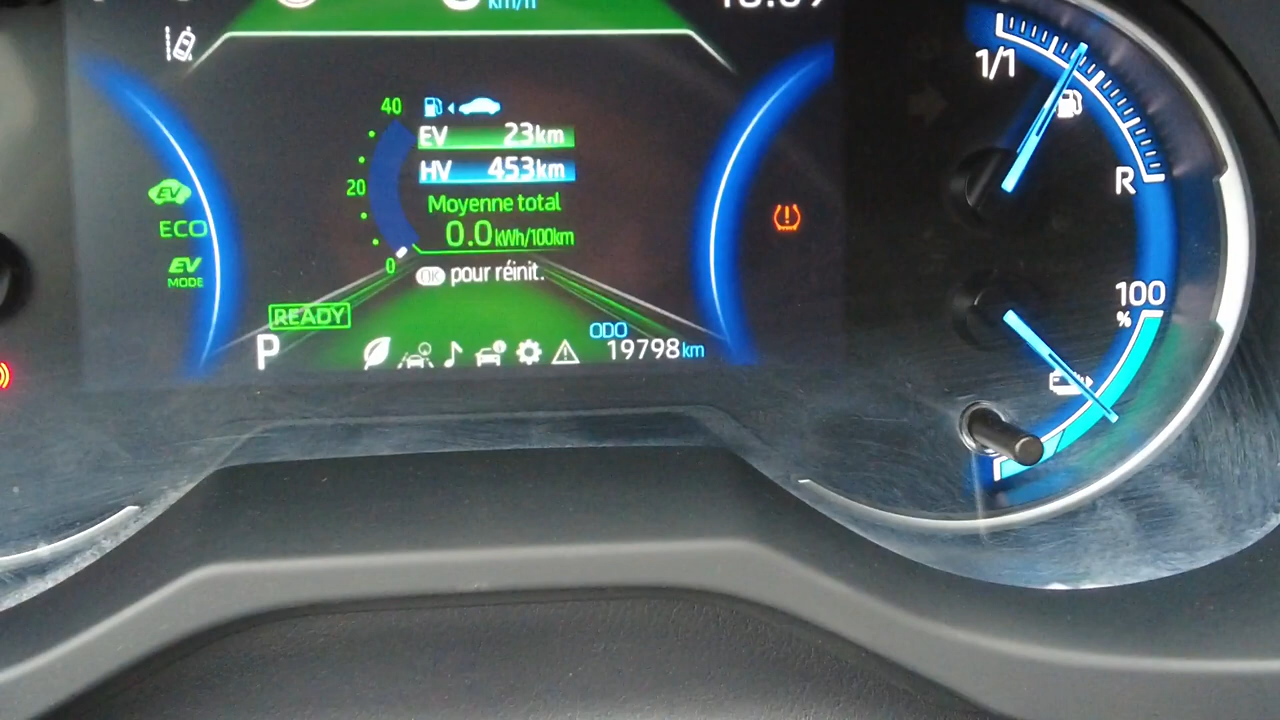 km/h
1/1
40
EV 23km
HV 453km
20
R
EV
Moyenne total
ECO
0.0 kWh/100km
EV
MODE
0
OK pour réinit.
100
%
READY
ODO
P
19798 km